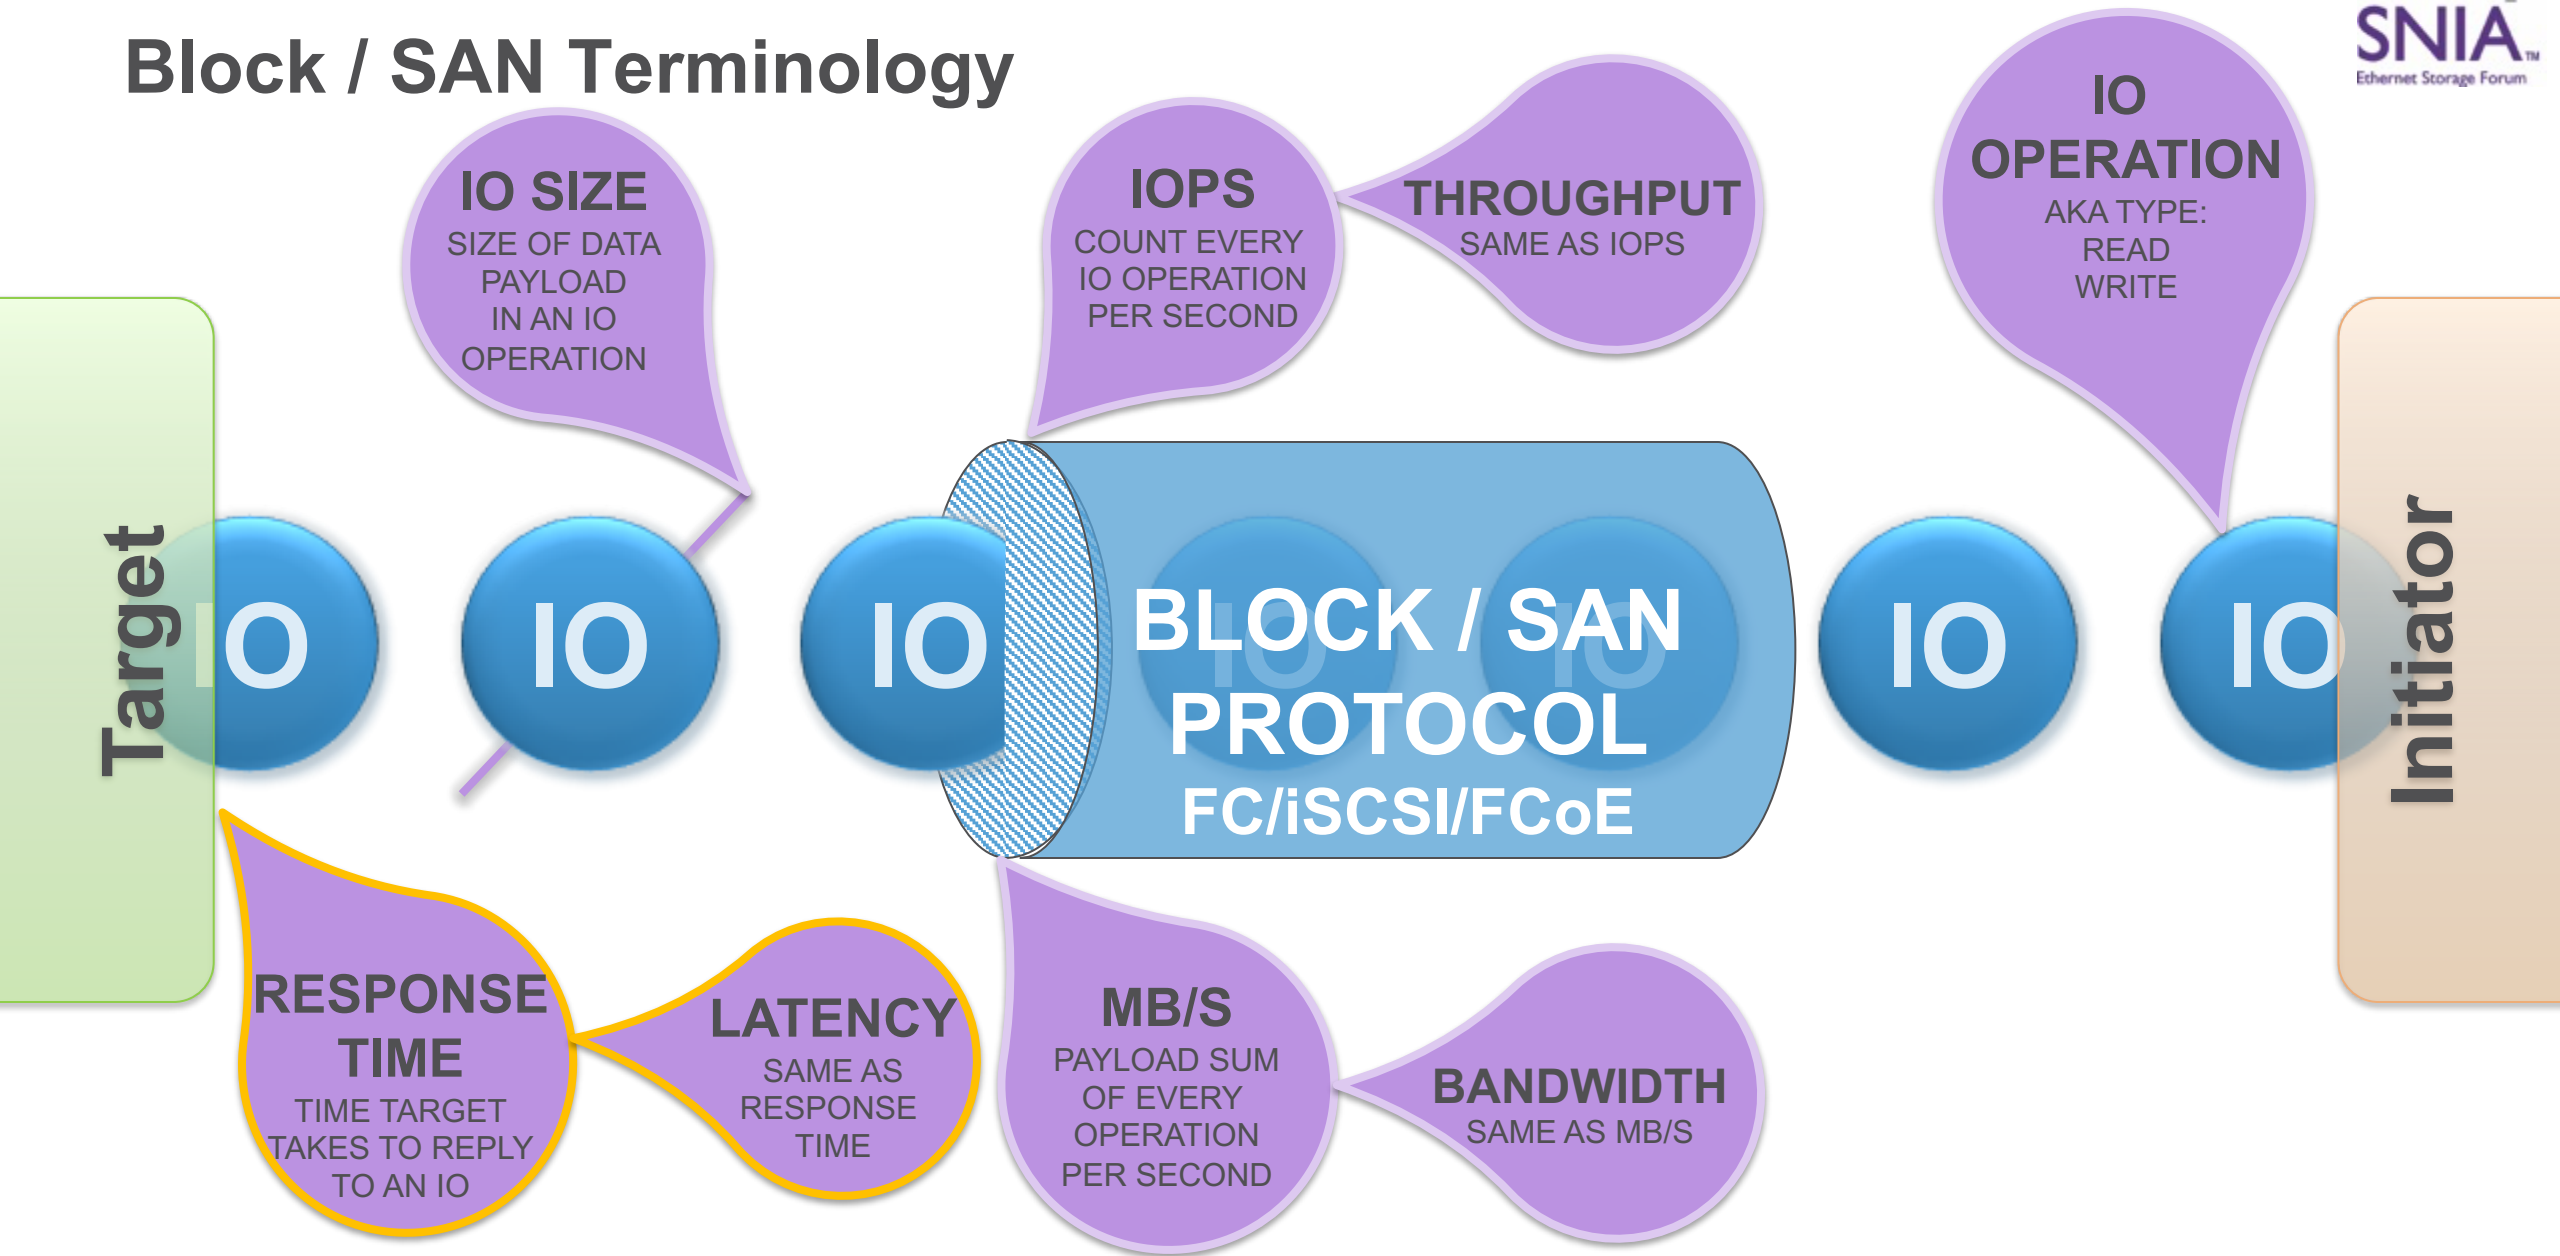 Block / SAN Terminology
SNIA™
Ethernet Storage Forum
IO SIZE
SIZE OF DATA
PAYLOAD
IN AN IO
OPERATION
IOPS
COUNT EVERY
IO OPERATION
PER SECOND
THROUGHPUT
SAME AS IOPS
IO
OPERATION
AKA TYPE:
READ
WRITE
Target
IO
IO
IO
IO
IO
BLOCK / SAN
PROTOCOL
FC/iSCSI/FCoE
IO
IO
Initiator
RESPONSE
TIME
TIME TARGET
TAKES TO REPLY
TO AN IO
LATENCY
SAME AS
RESPONSE
TIME
MB/S
PAYLOAD SUM
OF EVERY
OPERATION
PER SECOND
BANDWIDTH
SAME AS MB/S